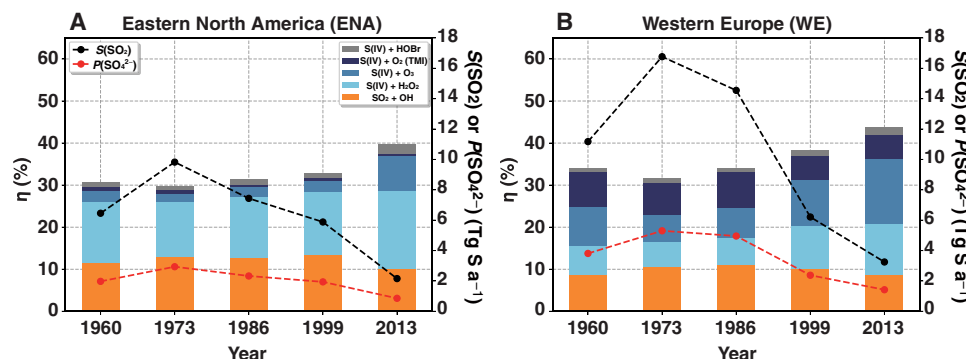 A Eastern North America (ENA)
S(SO₂)
P(SO₄²⁻)
S(IV) + HOBr
S(IV) + O₂ (TMI)
S(IV) + O₃
S(IV) + H₂O₂
SO₂ + OH
η (%)
60
50
40
30
20
10
0
18
16
14
12
10
8
6
4
2
0
S(SO2) or P(SO₄²⁻) (Tg S a⁻¹)
1960 1973 1986 1999 2013
Year
B Western Europe (WE)
η (%)
60
50
40
30
20
10
0
18
16
14
12
10
8
6
4
2
0
S(SO2) or P(SO₄²⁻) (Tg S a⁻¹)
1960 1973 1986 1999 2013
Year